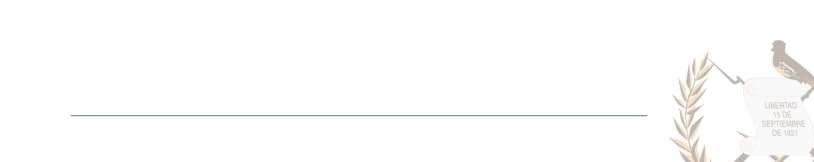 LIBERTAD
15 DE
SEPTIEMBRE
DE 1821